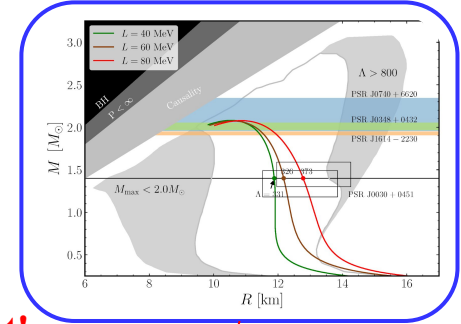 L = 40 MeV
L = 60 MeV
L = 80 MeV
BH
P < ∞
Causality
Λ > 800
PSR J0740 + 6620
PSR J0348 + 0432
PSR J1614 − 2230
M_max < 2.0M⊙
PSR J0030 + 0451
M [M⊙]
3.0
2.5
2.0
1.5
1.0
0.5
6
8
10
12
14
16
R [km]